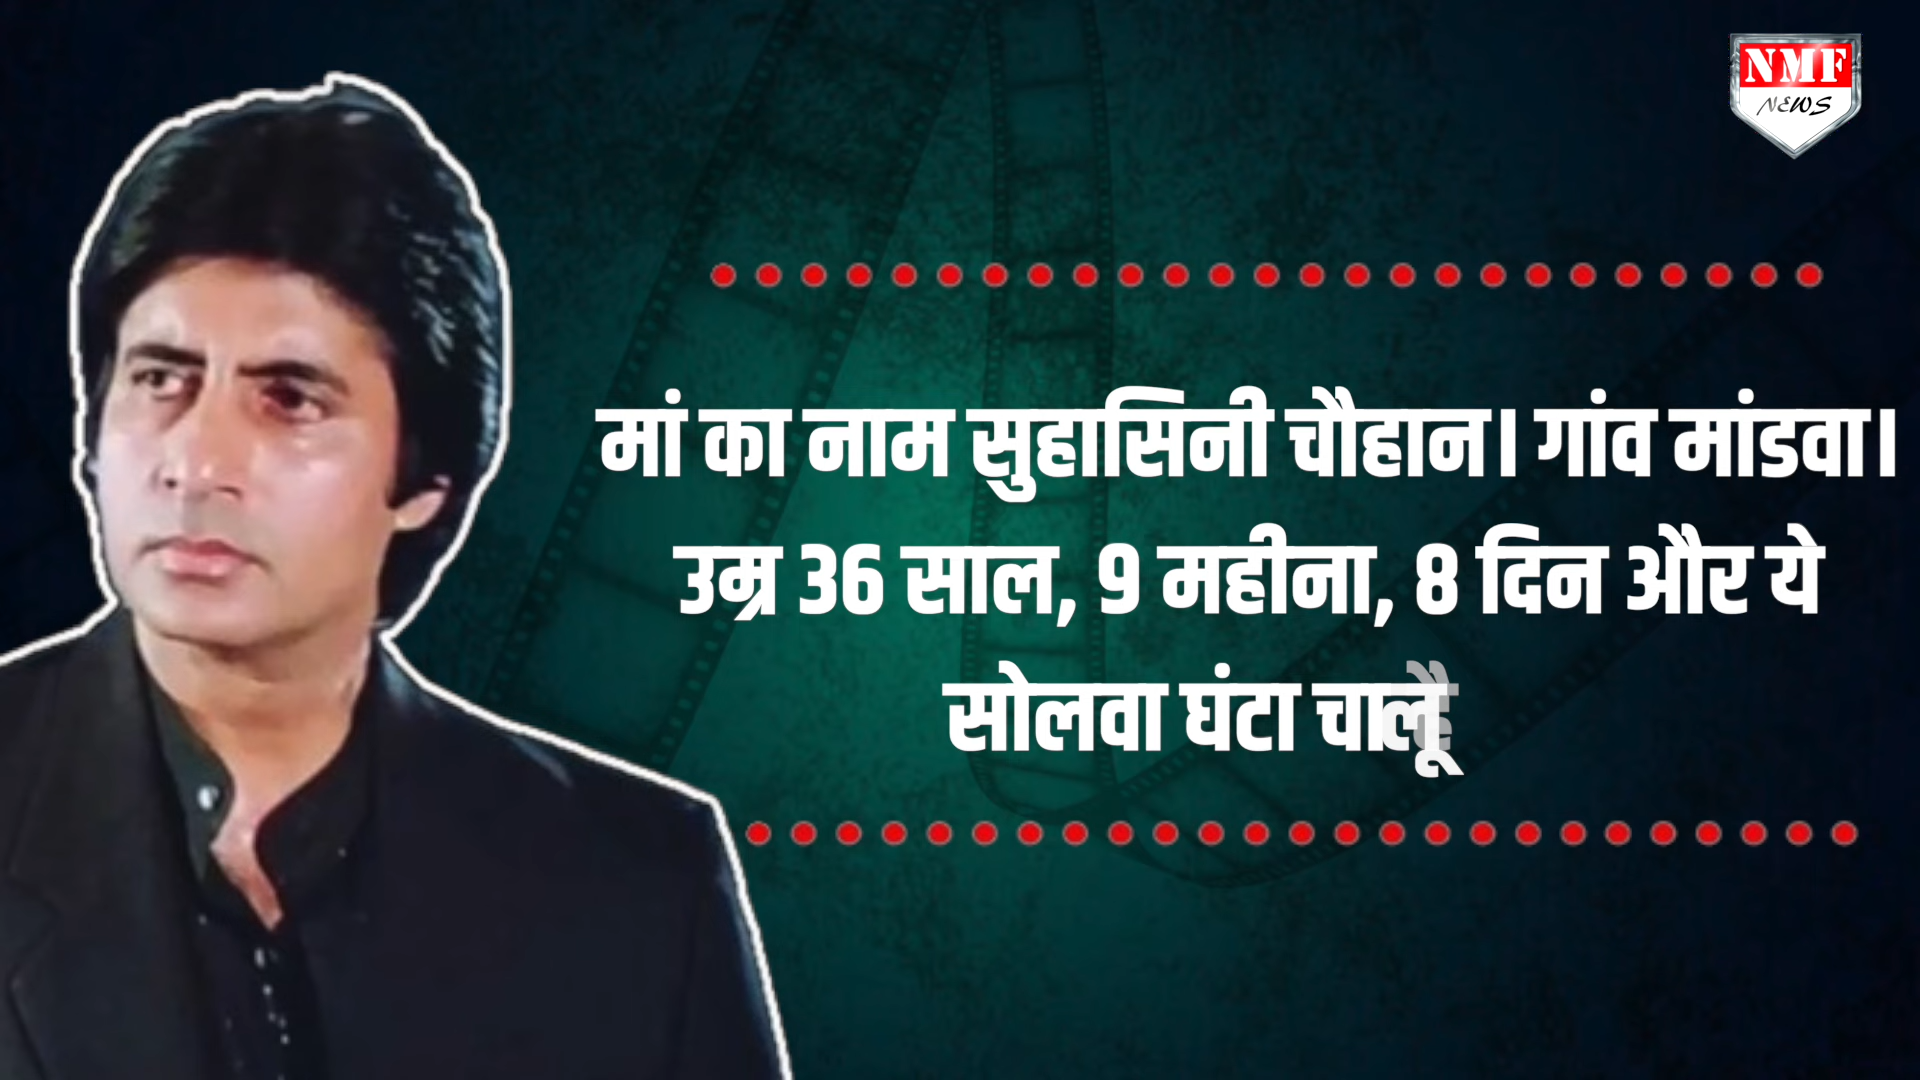 NMF
NEWS
मां का नाम सुहासिनी चौहान। गांव मांडवा।
उम्र 36 साल, 9 महीना, 8 दिन और ये
सोलवा घंटा चालू है